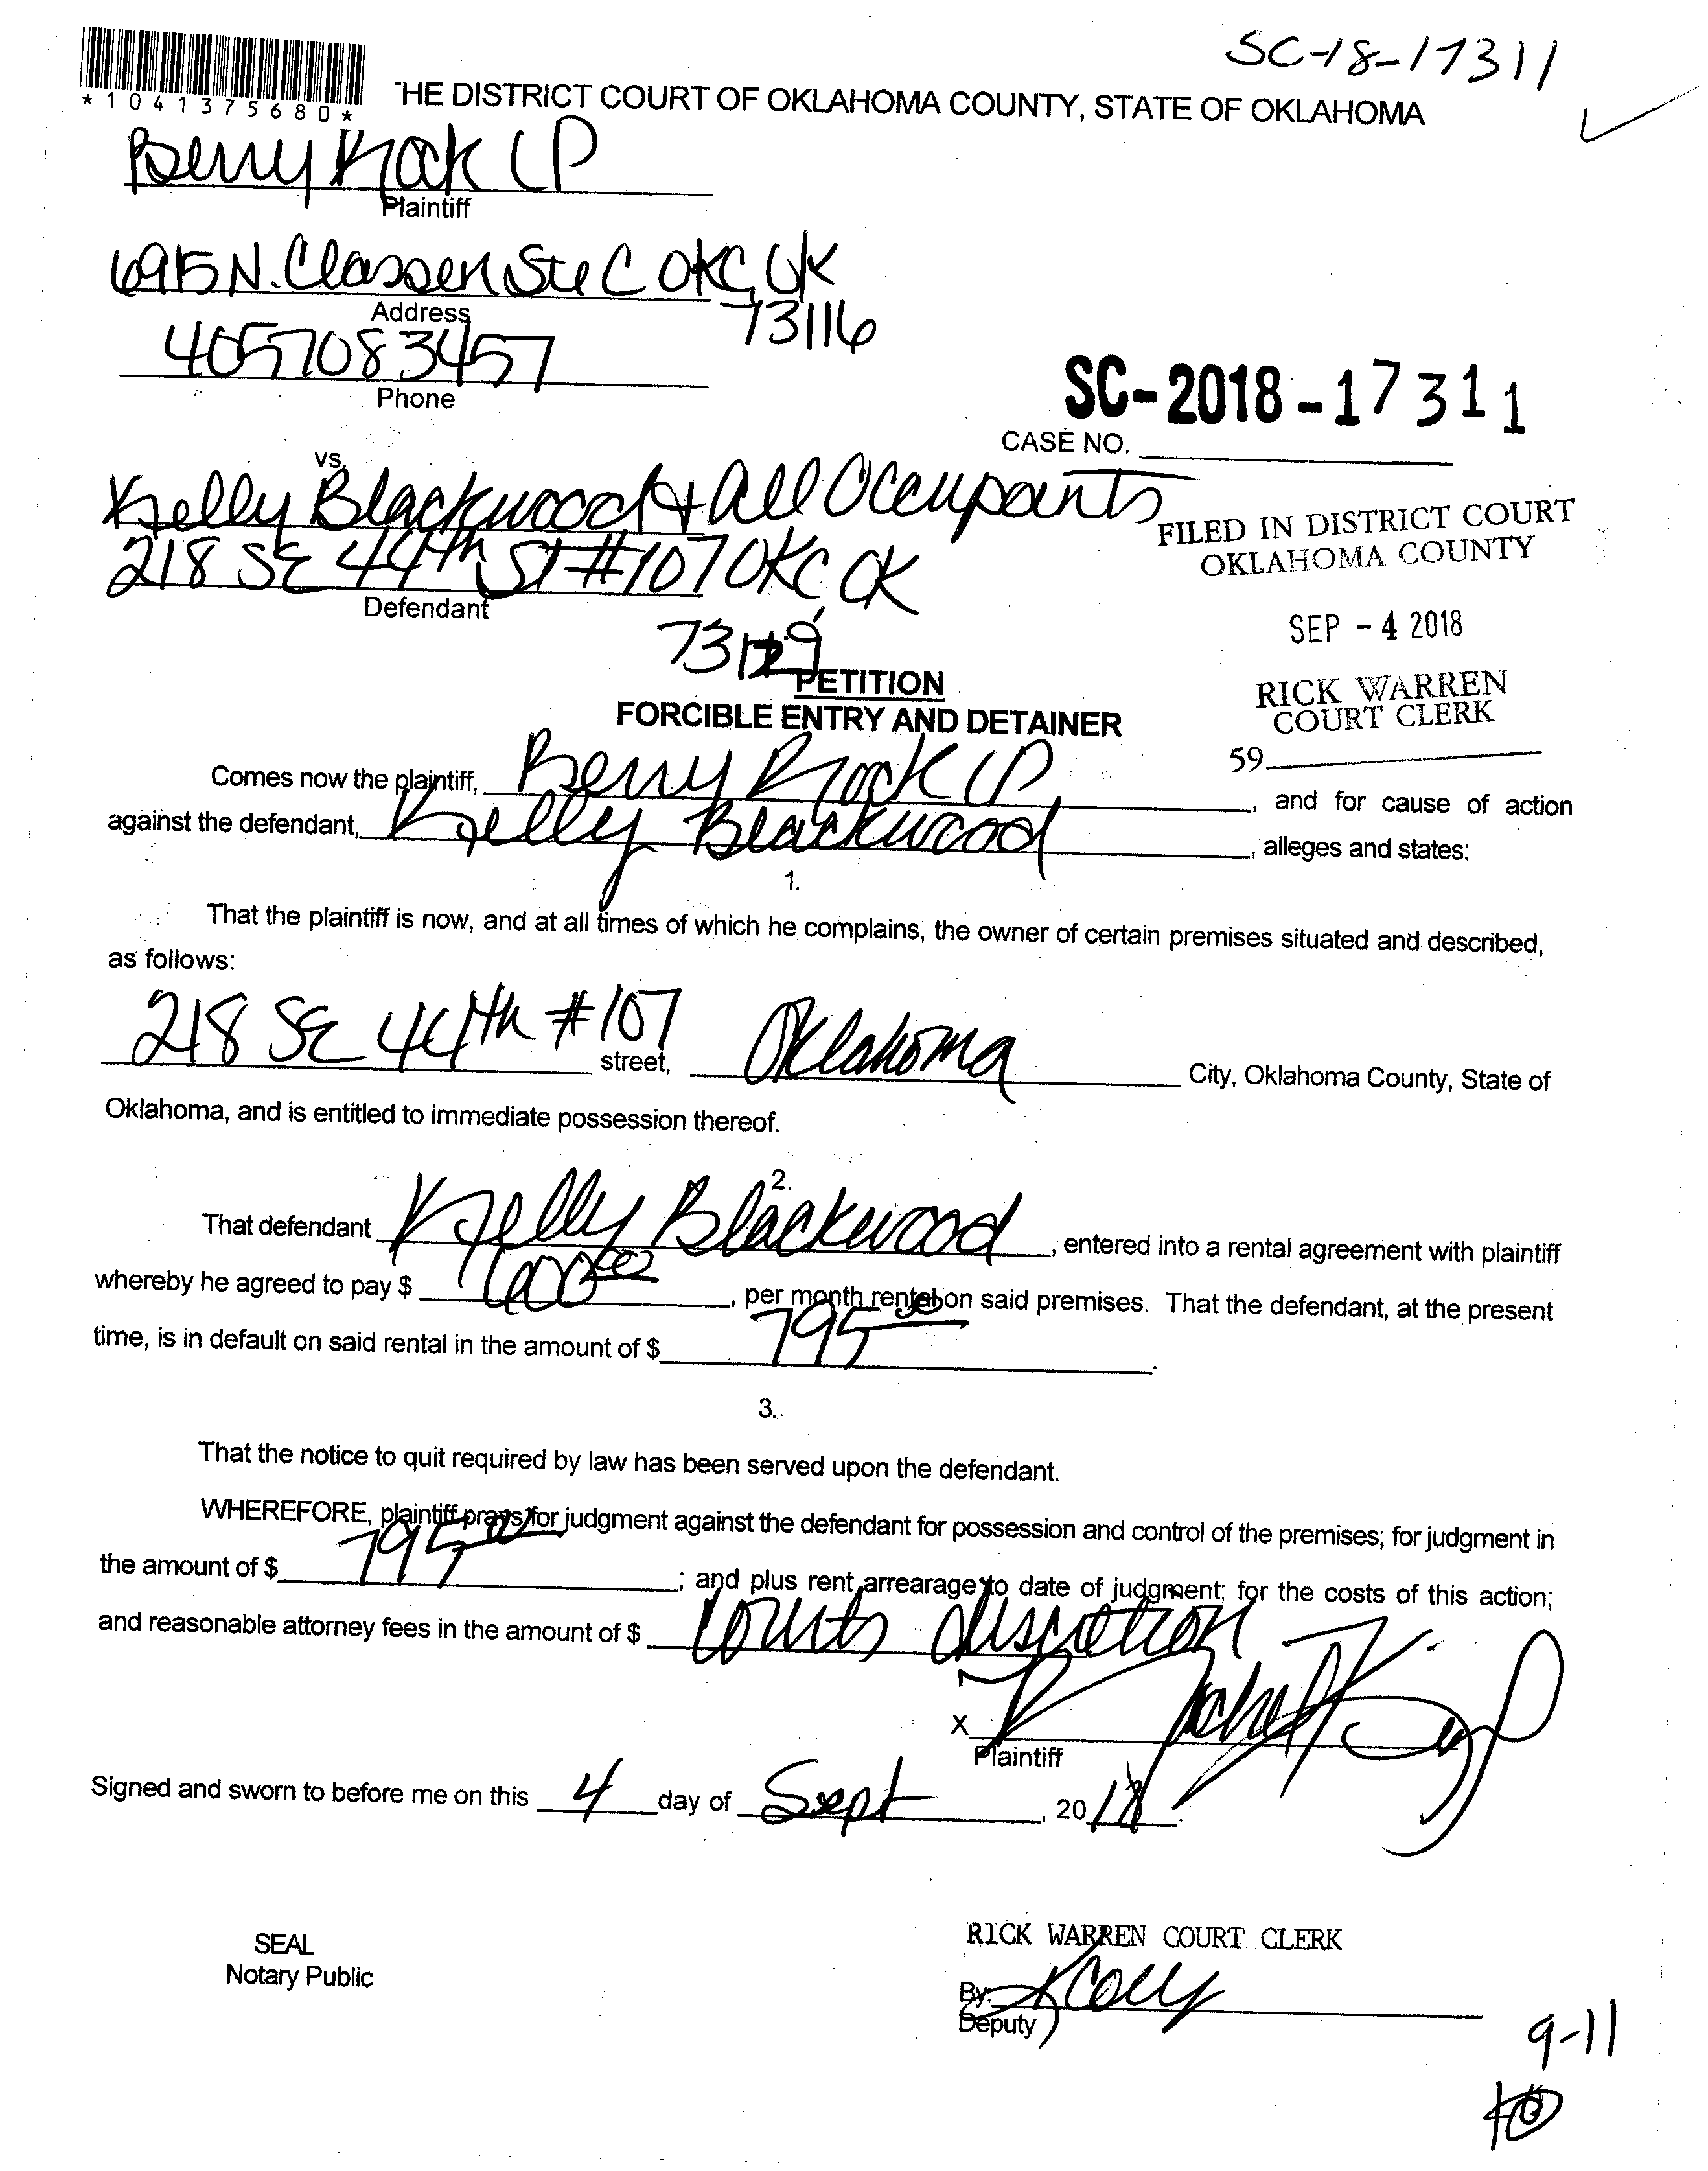 SC-18-17311
*1041375680*
THE DISTRICT COURT OF OKLAHOMA COUNTY, STATE OF OKLAHOMA
Berry Rock LP
Plaintiff
6915 N. Classen Ste C OKC, OK
73116
Address
4057083457
Phone
SC-2018-17311
CASE NO.
vs.
Kelly Blackwood + All Occupants
218 SE 44th St #107 OKC OK
Defendant
73129
FILED IN DISTRICT COURT
OKLAHOMA COUNTY
SEP - 4 2018
RICK WARREN
COURT CLERK
59
PETITION
FORCIBLE ENTRY AND DETAINER
Comes now the plaintiff, Berry Rock LP, and for cause of action
against the defendant, Kelly Blackwood, alleges and states:
1.
That the plaintiff is now, and at all times of which he complains, the owner of certain premises situated and described,
as follows:
218 SE 44th #107 street, Oklahoma City, Oklahoma County, State of
Oklahoma, and is entitled to immediate possession thereof.
2.
That defendant Kelly Blackwood, entered into a rental agreement with plaintiff
whereby he agreed to pay $ 600 00, per month rental on said premises. That the defendant, at the present
time, is in default on said rental in the amount of $ 795 00.
3.
That the notice to quit required by law has been served upon the defendant.
WHEREFORE, plaintiff prays for judgment against the defendant for possession and control of the premises; for judgment in
the amount of $ 795 00; and plus rent arrearage to date of judgment; for the costs of this action;
and reasonable attorney fees in the amount of $ Courts discretion
X
Plaintiff
Signed and sworn to before me on this 4 day of Sept, 2018.
SEAL
Notary Public
RICK WARREN COURT CLERK
By:
Deputy
9-11